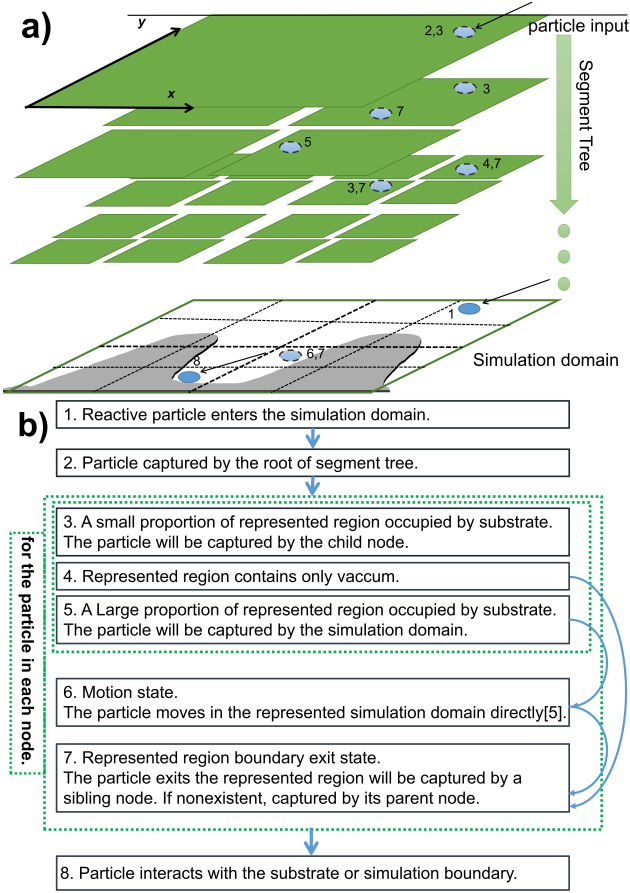 a)
y
x
2,3
particle input
3
7
5
4,7
3,7
Segment Tree
1
6,7
8
Simulation domain
b)
1. Reactive particle enters the simulation domain.
2. Particle captured by the root of segment tree.
for the particle in each node.
3. A small proportion of represented region occupied by substrate.
The particle will be captured by the child node.
4. Represented region contains only vaccum.
5. A Large proportion of represented region occupied by substrate.
The particle will be captured by the simulation domain.
6. Motion state.
The particle moves in the represented simulation domain directly[5].
7. Represented region boundary exit state.
The particle exits the represented region will be captured by a
sibling node. If nonexistent, captured by its parent node.
8. Particle interacts with the substrate or simulation boundary.